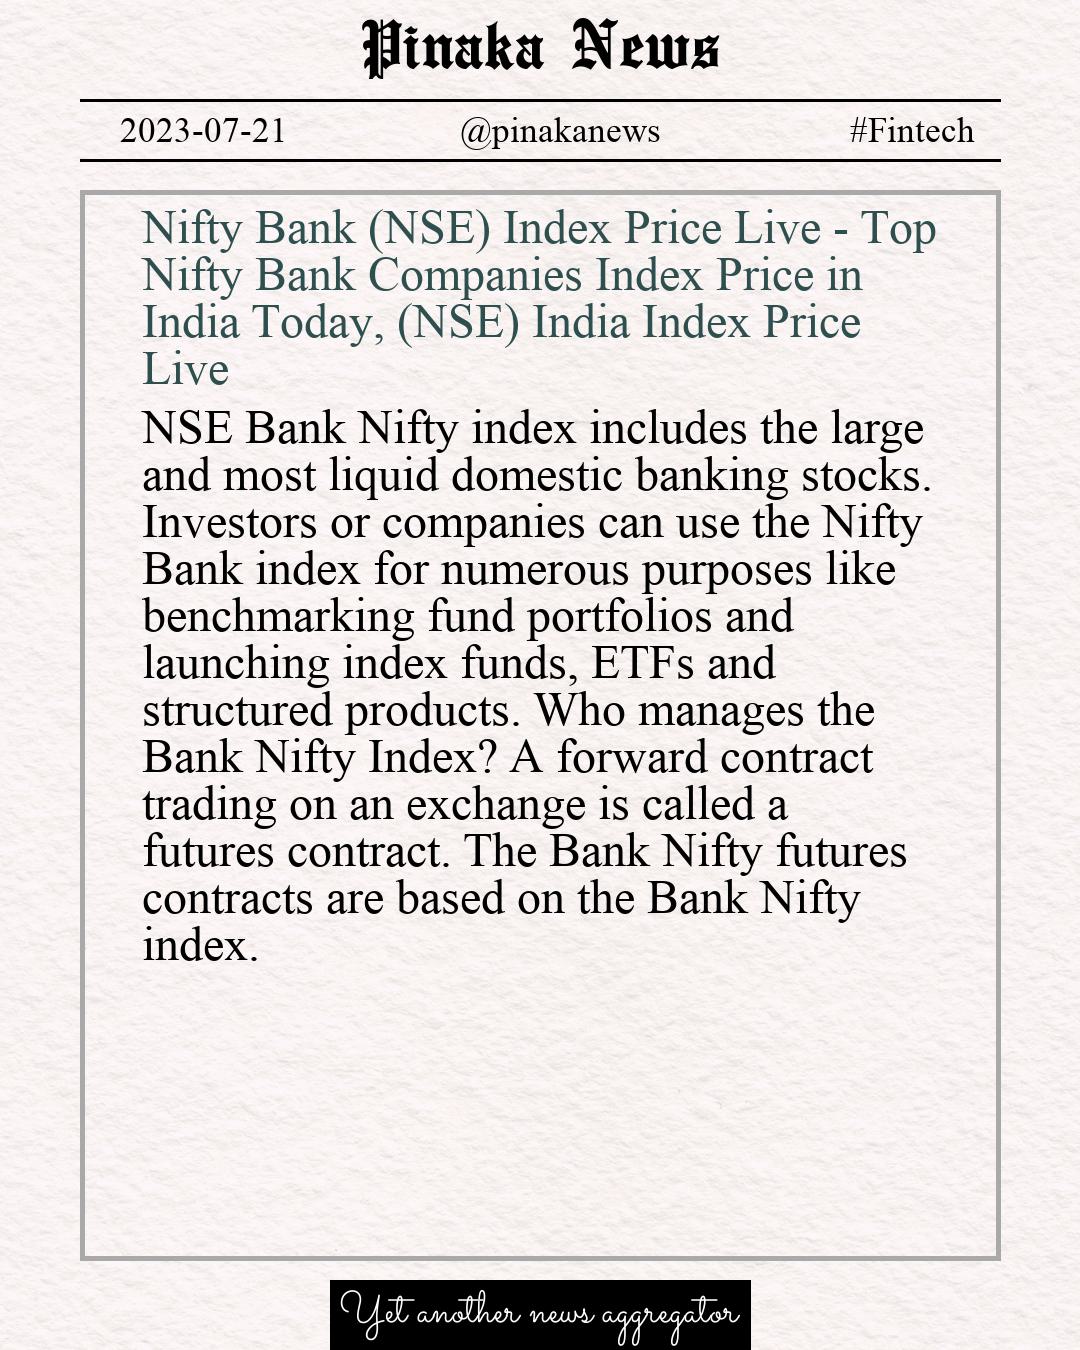 Pinaka News
2023-07-21 @pinakanews #Fintech
Nifty Bank (NSE) Index Price Live - Top
Nifty Bank Companies Index Price in
India Today, (NSE) India Index Price
Live
NSE Bank Nifty index includes the large
and most liquid domestic banking stocks.
Investors or companies can use the Nifty
Bank index for numerous purposes like
benchmarking fund portfolios and
launching index funds, ETFs and
structured products. Who manages the
Bank Nifty Index? A forward contract
trading on an exchange is called a
futures contract. The Bank Nifty futures
contracts are based on the Bank Nifty
index.
Yet another news aggregator